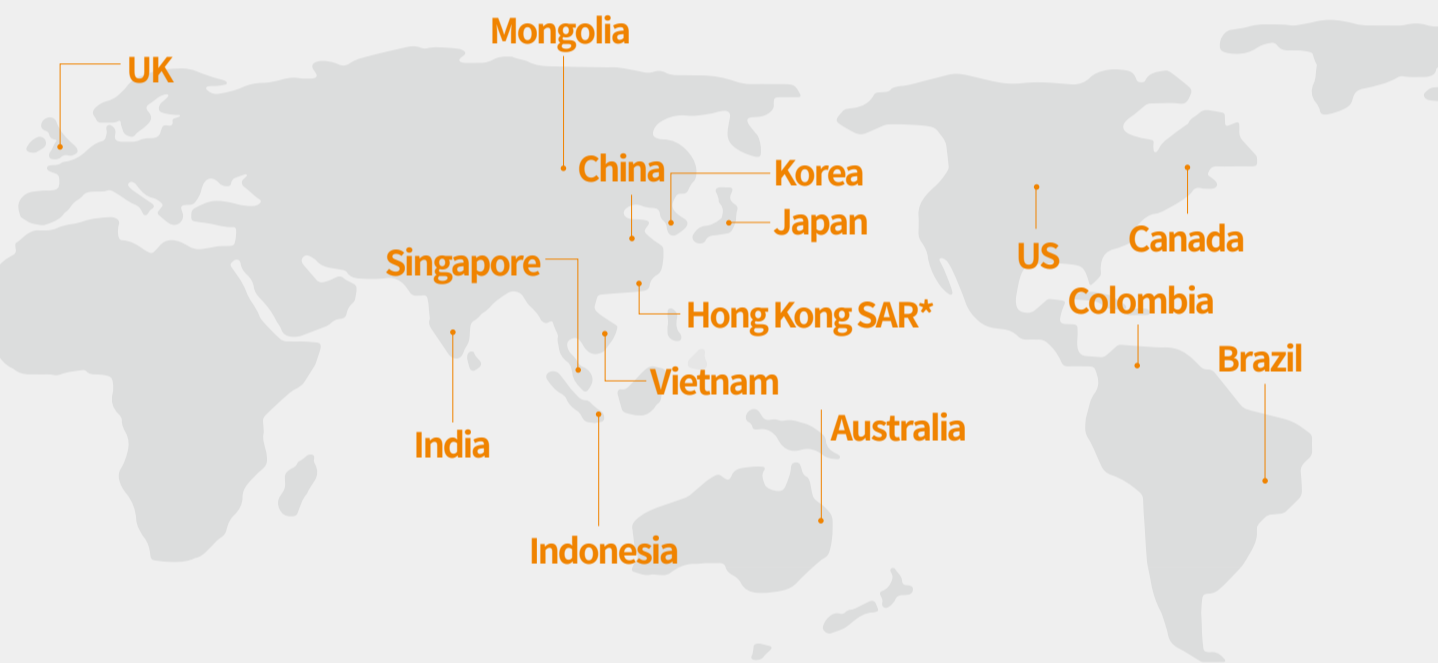 Mongolia
UK
China
Korea
Japan
Singapore
Canada
US
Colombia
Hong Kong SAR*
Brazil
Vietnam
Australia
India
Indonesia